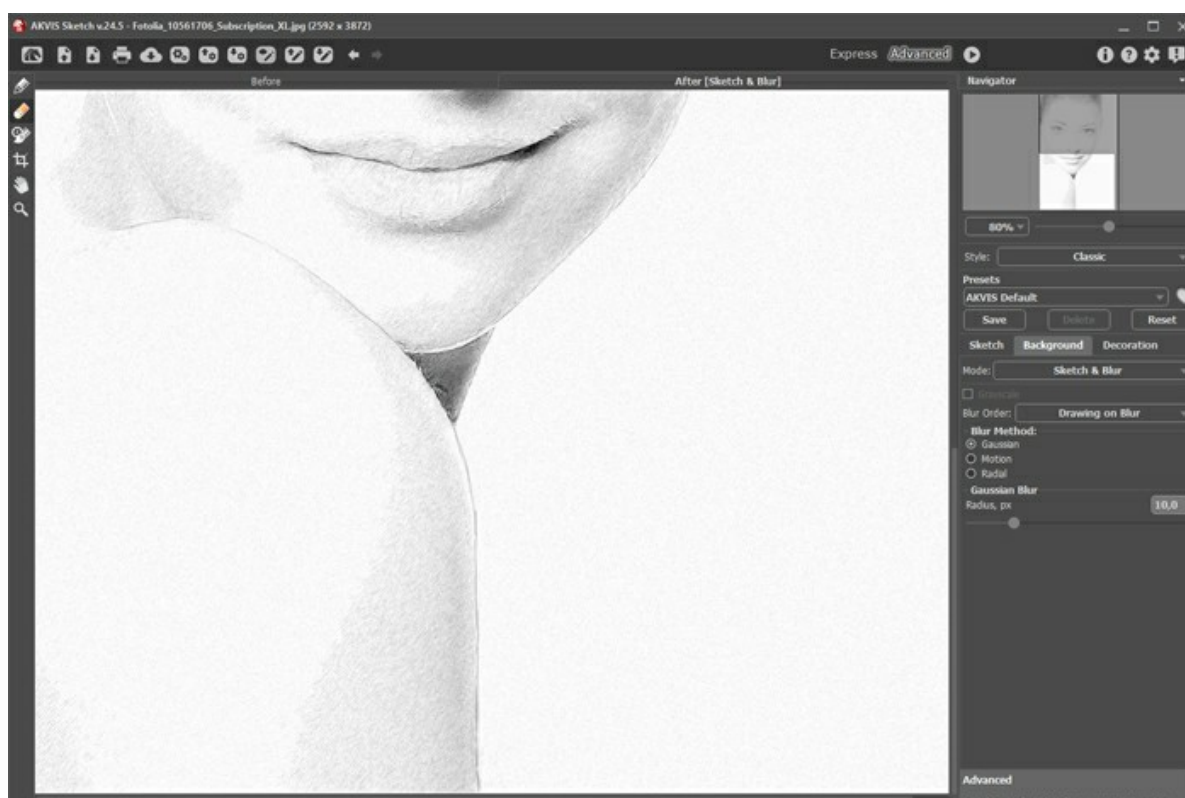 AKVIS Sketch v.24.5 - Fotolia_10561706_Subscription_XL.jpg (2592 x 3872)
Express Advanced
Before After [Sketch & Blur] Navigator
80%
Style: Classic
Presets
AKVIS Default
Save Delete Reset
Sketch Background Decoration
Mode: Sketch & Blur
Grayscale
Blur Order: Drawing on Blur
Blur Method:
Gaussian
Motion
Radial
Gaussian Blur
Radius, px 10,0
Advanced